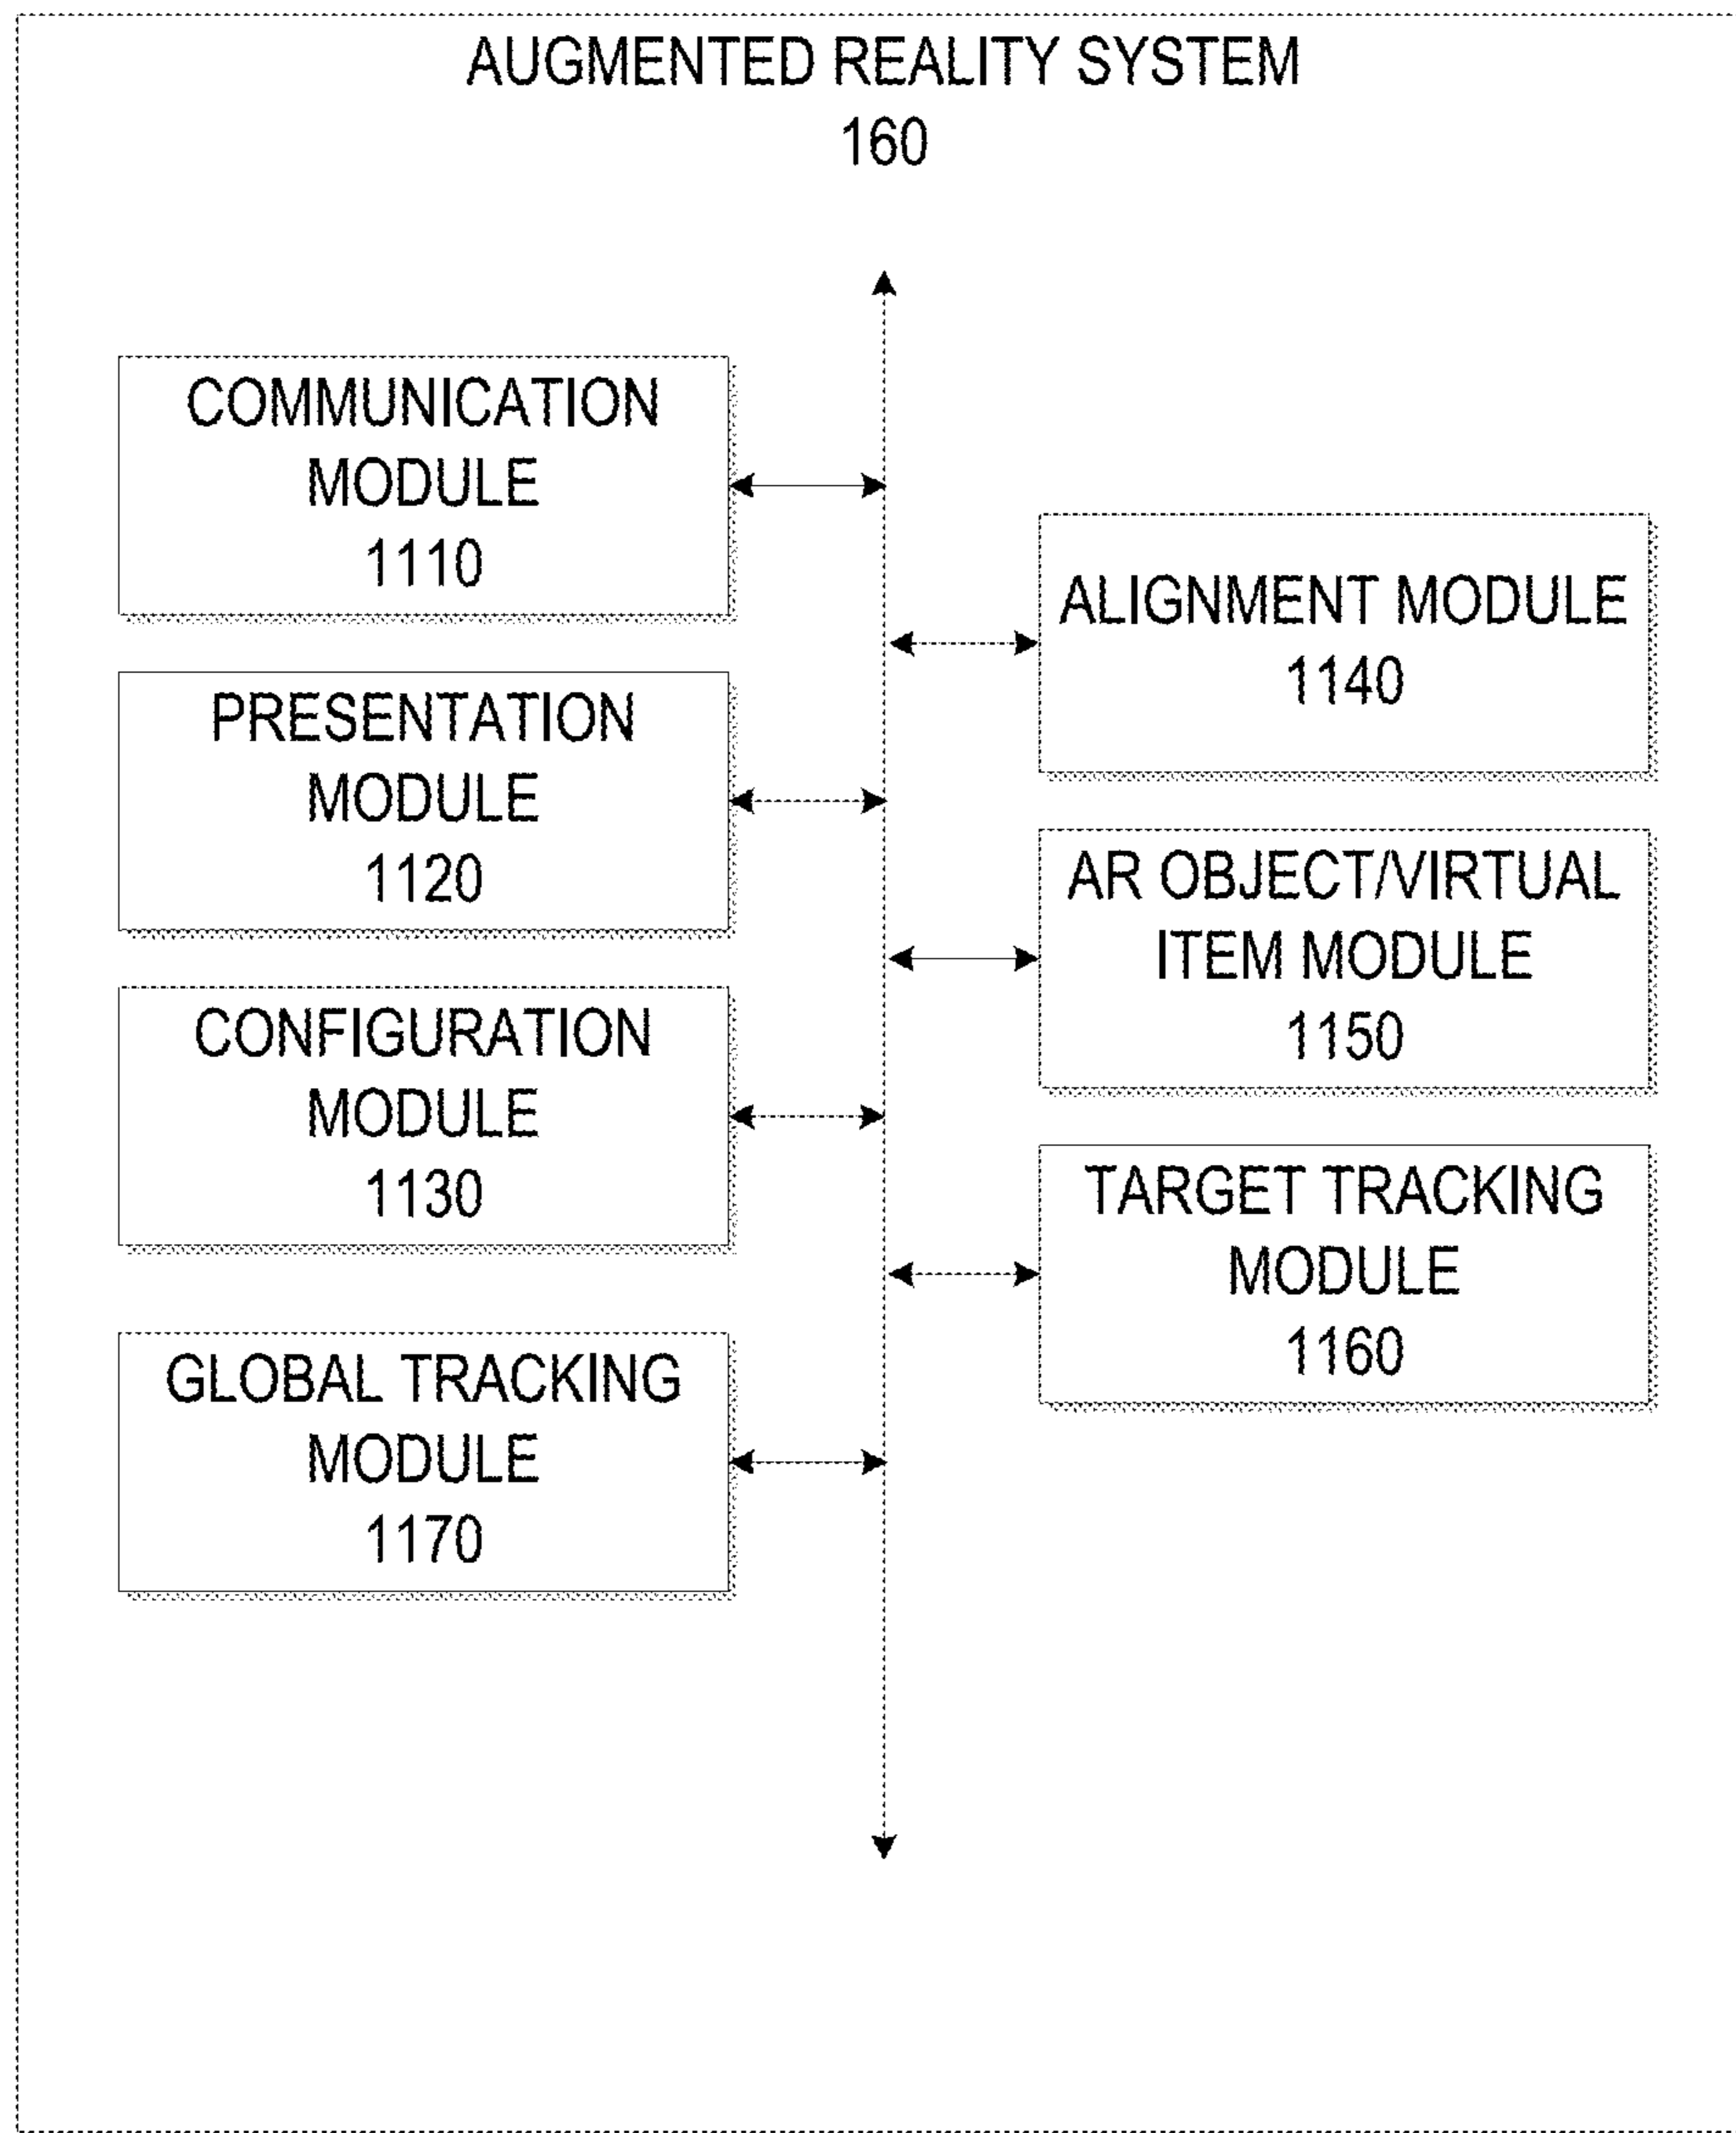 AUGMENTED REALITY SYSTEM
160
COMMUNICATION
MODULE
1110
PRESENTATION
MODULE
1120
CONFIGURATION
MODULE
1130
GLOBAL TRACKING
MODULE
1170
ALIGNMENT MODULE
1140
AR OBJECT/VIRTUAL
ITEM MODULE
1150
TARGET TRACKING
MODULE
1160